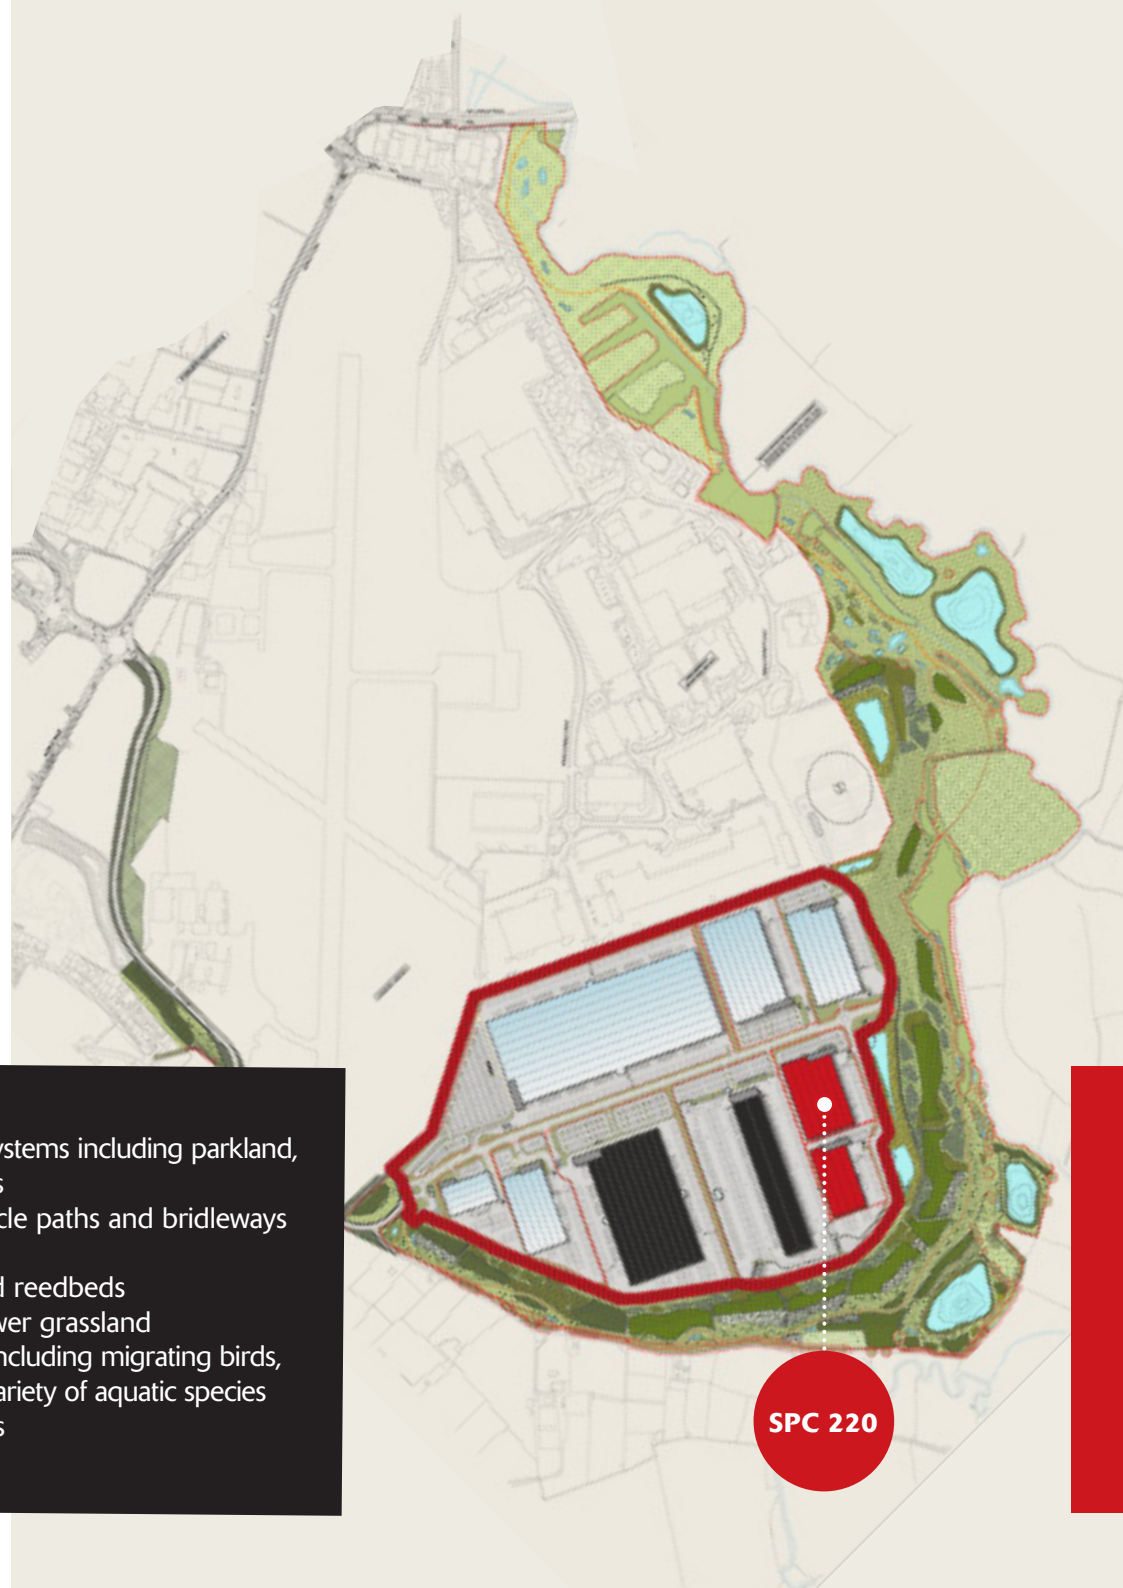 ystems including parkland,
s
cle paths and bridleways
d reedbeds
wer grassland
ncluding migrating birds,
ariety of aquatic species
s
SPC 220